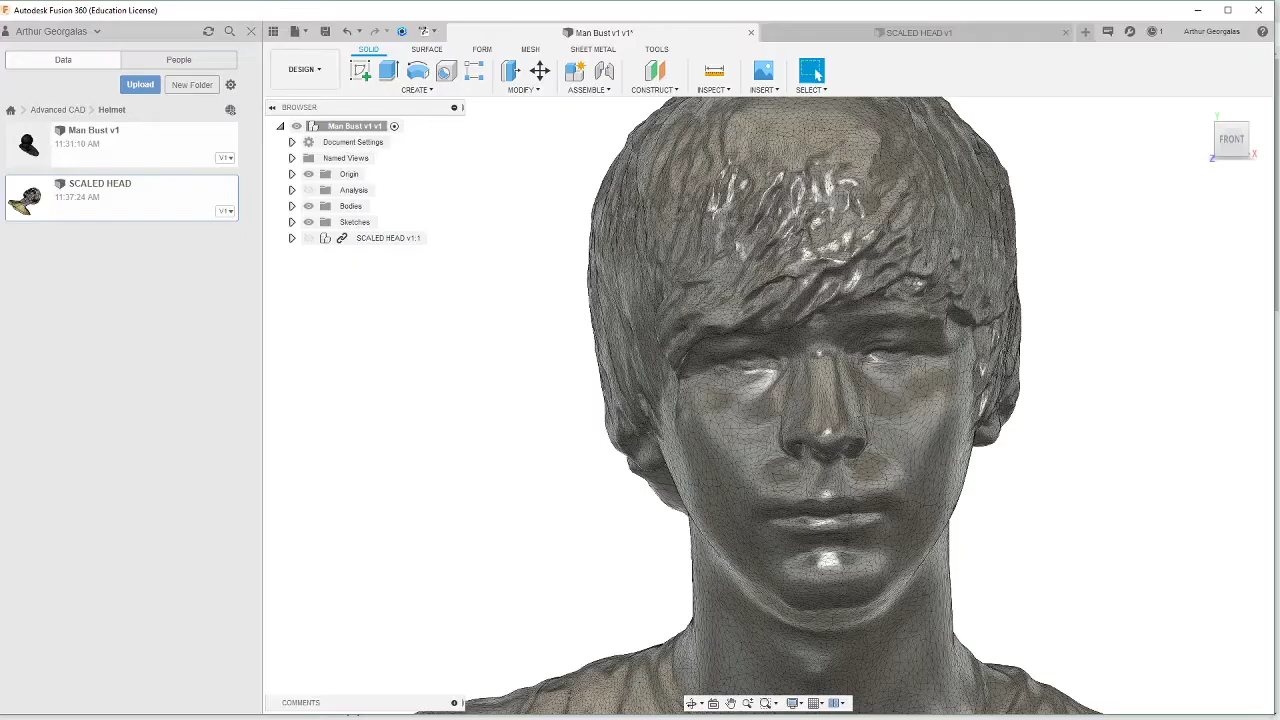 Autodesk Fusion 360 (Education License)
Arthur Georgalas
Man Bust v1 v1*
SCALED HEAD v1
1
Arthur Georgalas
Data
People
SOLID
SURFACE
FORM
MESH
SHEET METAL
TOOLS
DESIGN
Upload
New Folder
CREATE
MODIFY
ASSEMBLE
CONSTRUCT
INSPECT
INSERT
SELECT
Advanced CAD
Helmet
BROWSER
Man Bust v1
11:31:10 AM
V1
SCALED HEAD
11:37:24 AM
V1
Man Bust v1 v1
Document Settings
Named Views
Origin
Analysis
Bodies
Sketches
SCALED HEAD v1:1
Y
FRONT
Z
X
COMMENTS